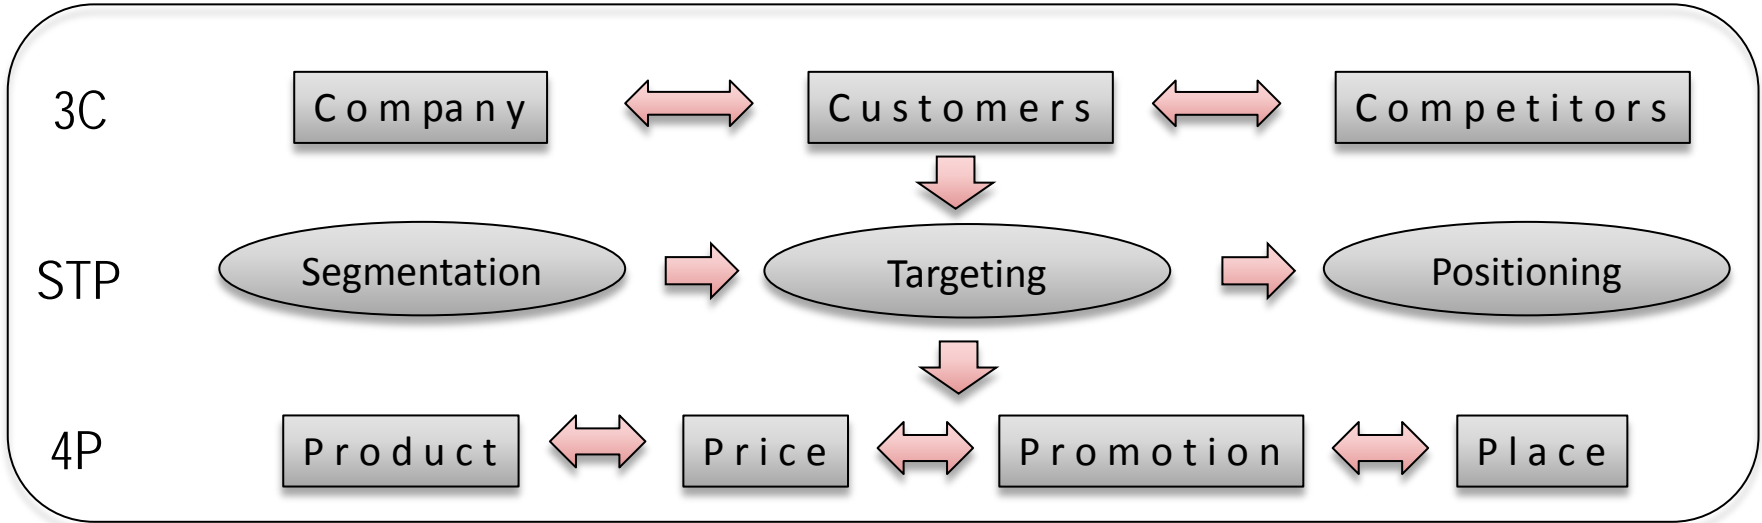 3C Company Customers Competitors
STP Segmentation Targeting Positioning
4P Product Price Promotion Place